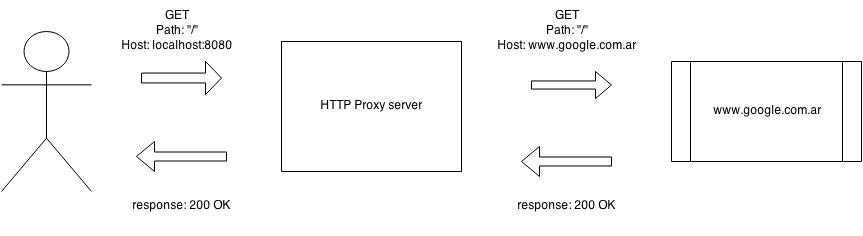 GET
Path: "/"
Host: localhost:8080
GET
Path: "/"
Host: www.google.com.ar
HTTP Proxy server
www.google.com.ar
response: 200 OK
response: 200 OK